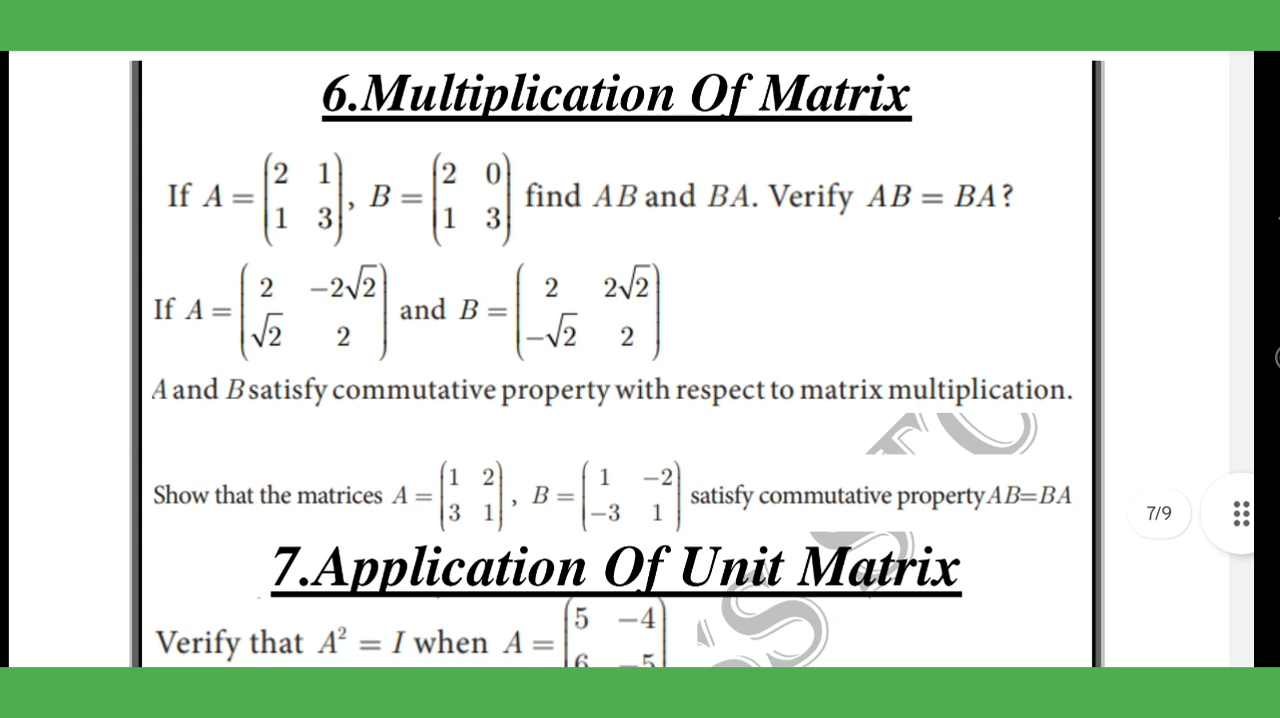 6.Multiplication Of Matrix
If A = (2 1; 1 3), B = (2 0; 1 3) find AB and BA. Verify AB = BA?
If A = (2 −2√2; √2 2) and B = (2 2√2; −√2 2)
A and B satisfy commutative property with respect to matrix multiplication.
Show that the matrices A = (1 2; 3 1), B = (1 −2; −3 1) satisfy commutative property AB=BA
7/9
7.Application Of Unit Matrix
Verify that A² = I when A = (5 −4; 6 −5)